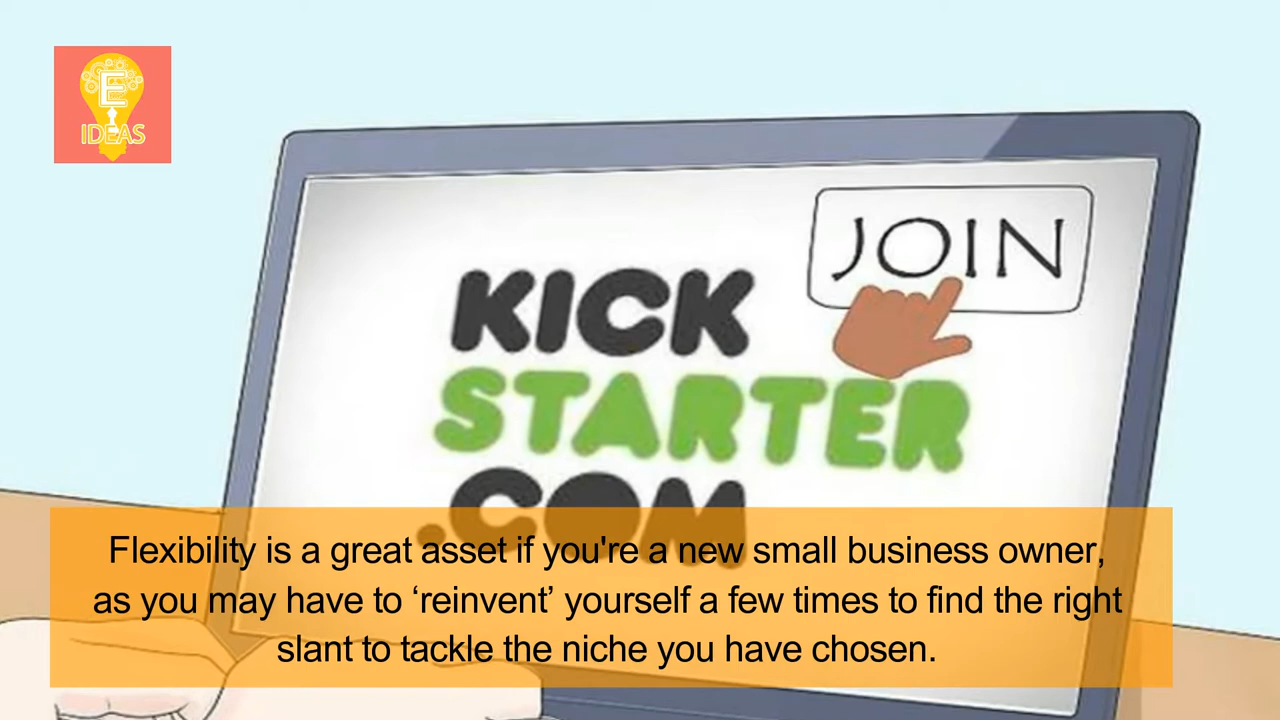 E
IDEAS
JOIN
KICK
STARTER
.COM
Flexibility is a great asset if you're a new small business owner,
as you may have to ‘reinvent’ yourself a few times to find the right
slant to tackle the niche you have chosen.